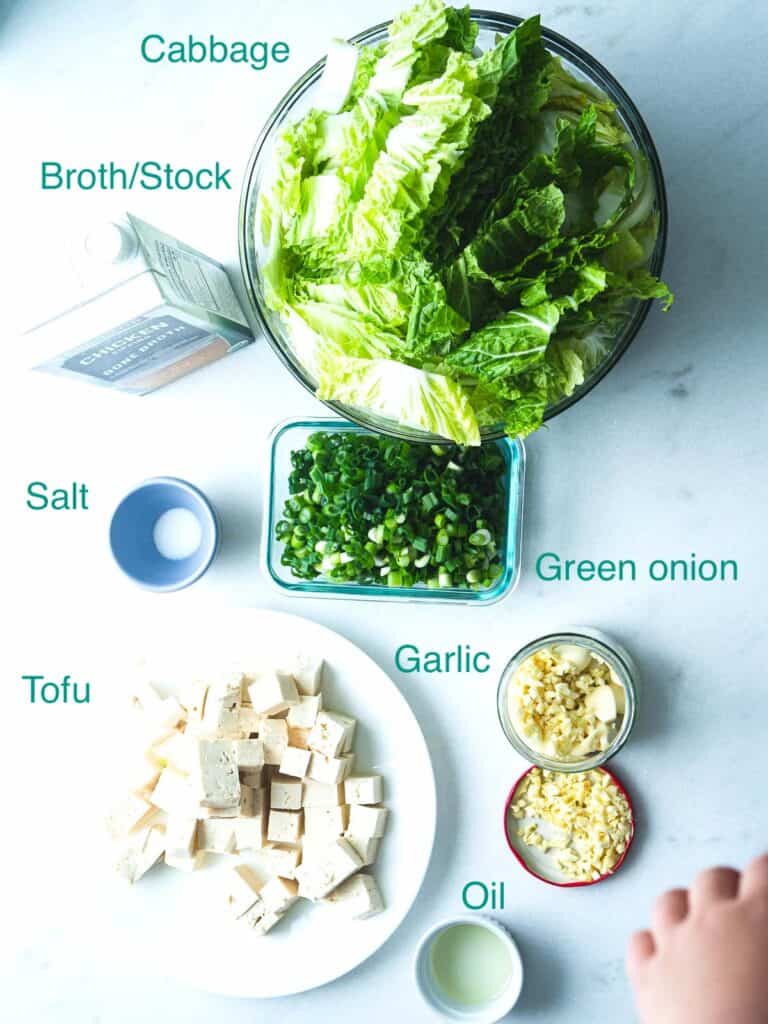 Cabbage
Broth/Stock
CHICKEN
BONE BROTH
Salt
Green onion
Garlic
Tofu
Oil